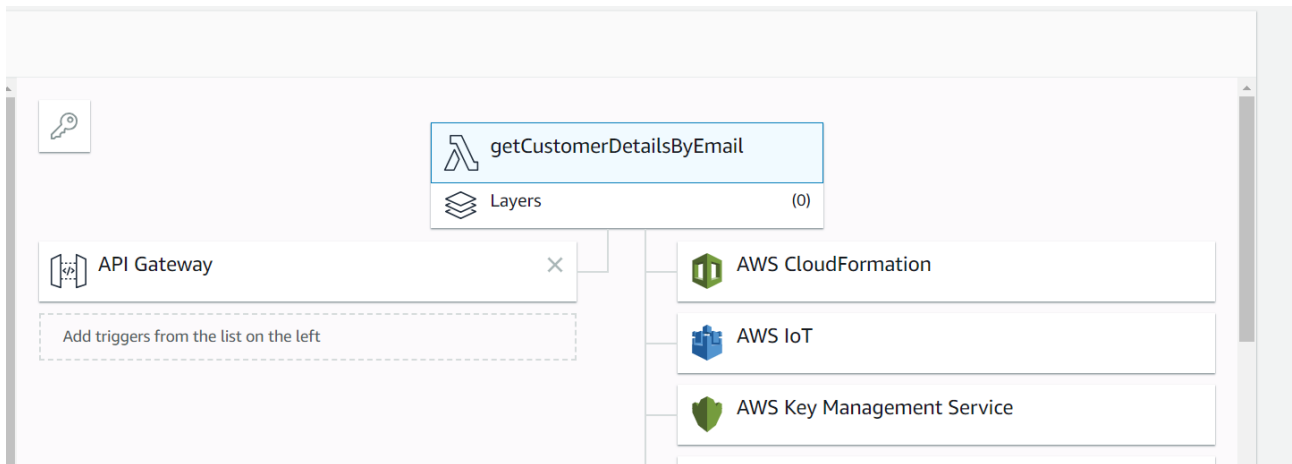 getCustomerDetailsByEmail
Layers (0)
API Gateway
Add triggers from the list on the left
AWS CloudFormation
AWS IoT
AWS Key Management Service